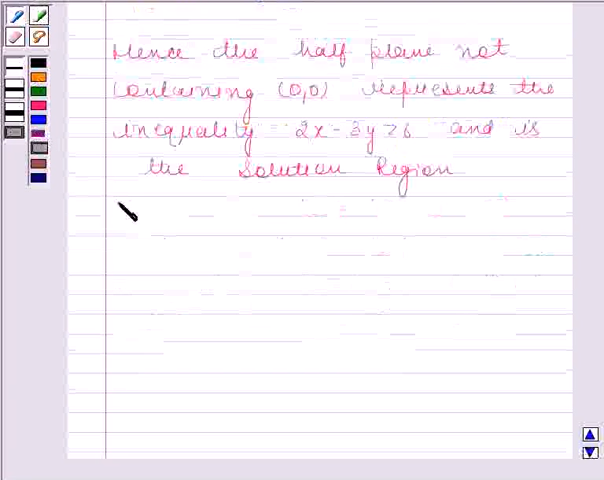 Hence the half plane not
containing (0,0) represents the
inequality 2x - 3y > 6 and is
the Solution Region